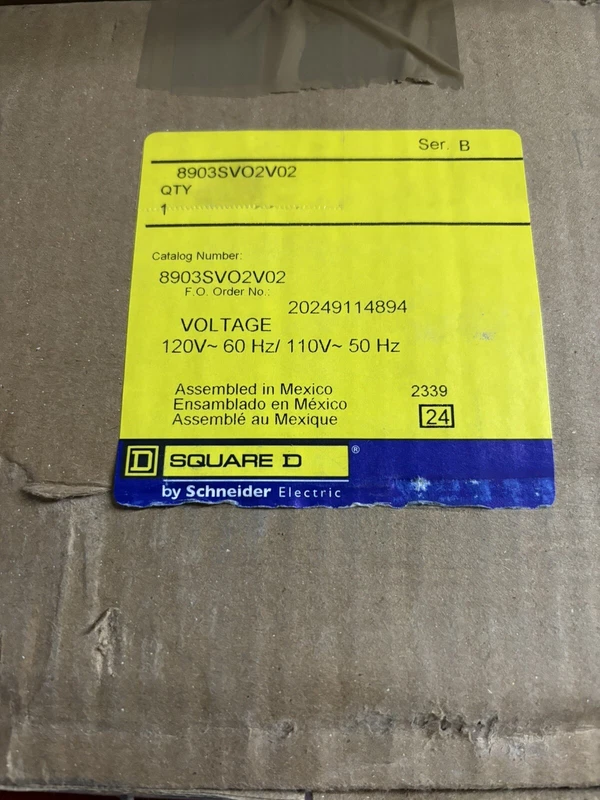 Ser. B
8903SVO2V02
QTY
1
Catalog Number:
8903SVO2V02
F.O. Order No.:
20249114894
VOLTAGE
120V~ 60 Hz/ 110V~ 50 Hz
Assembled in Mexico 2339
Ensamblado en México
Assemblé au Mexique 24
D SQUARE D ®
by Schneider Electric